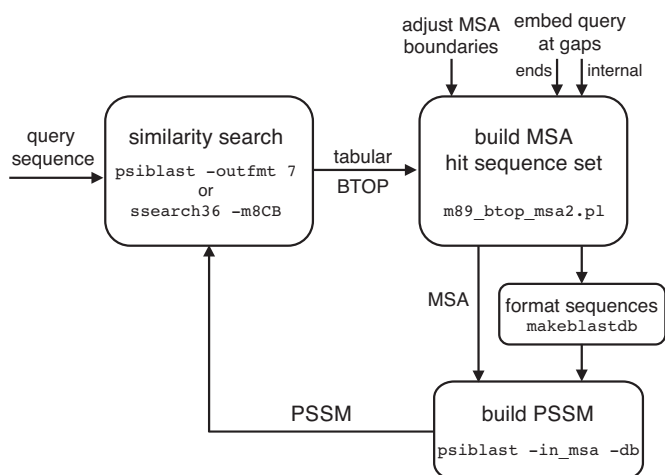 adjust MSA
boundaries
embed query
at gaps
ends
internal
query
sequence
similarity search
psiblast -outfmt 7
or
ssearch36 -m8CB
tabular
BTOP
build MSA
hit sequence set
m89_btop_msa2.pl
MSA
format sequences
makeblastdb
PSSM
build PSSM
psiblast -in_msa -db